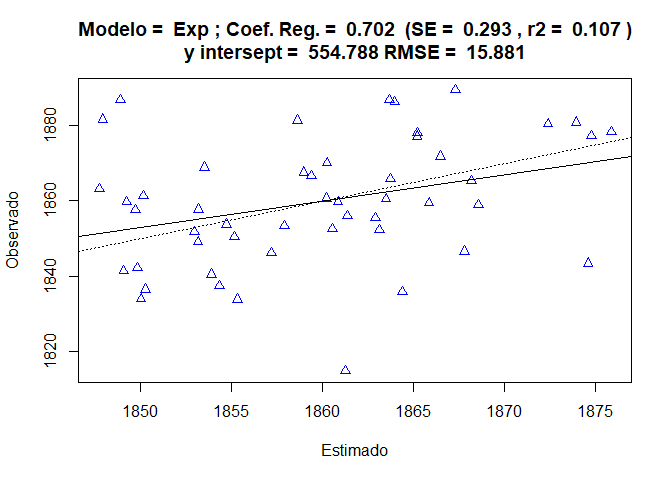 Modelo = Exp ; Coef. Reg. = 0.702 (SE = 0.293 , r2 = 0.107 )
y intersept = 554.788 RMSE = 15.881
Observado
1880
1860
1840
1820
1850 1855 1860 1865 1870 1875
Estimado